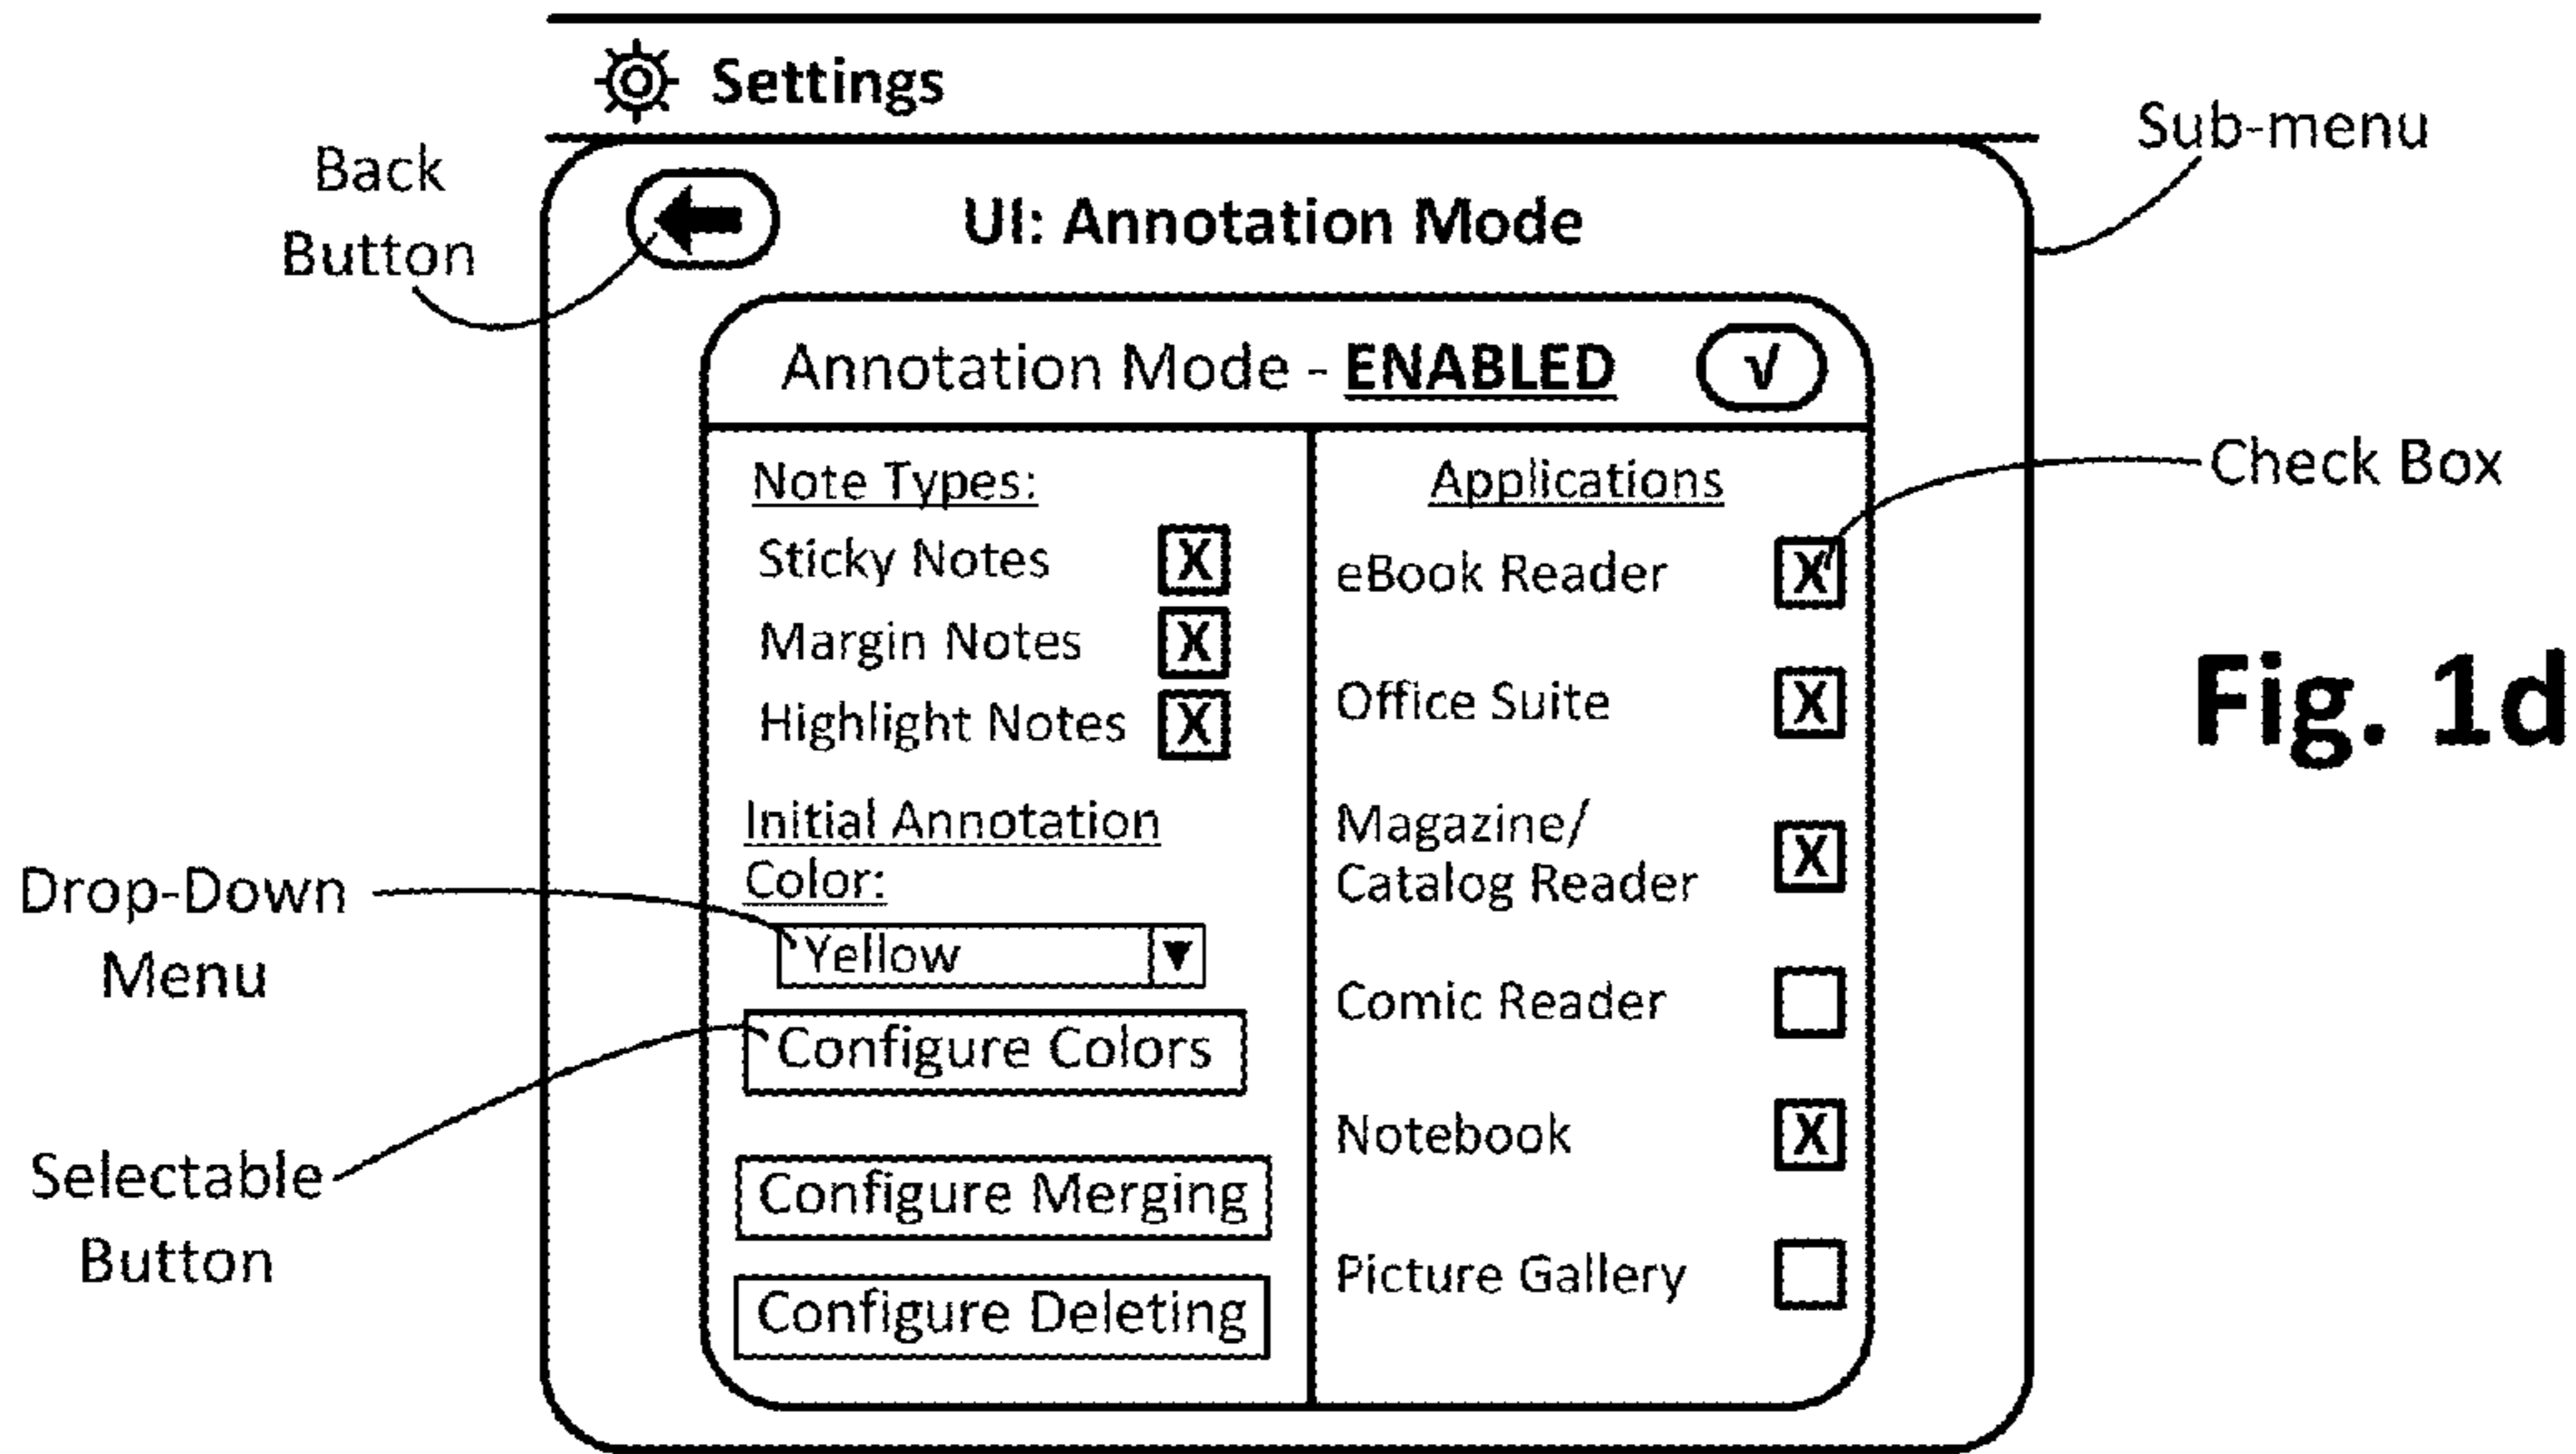 Settings
Sub-menu
Back
Button
UI: Annotation Mode
Annotation Mode - ENABLED √
Note Types:
Sticky Notes X
Margin Notes X
Highlight Notes X
Initial Annotation
Color:
Yellow ▼
Configure Colors
Configure Merging
Configure Deleting
Applications
eBook Reader X
Office Suite X
Magazine/
Catalog Reader X
Comic Reader
Notebook X
Picture Gallery
Check Box
Drop-Down
Menu
Selectable
Button
Fig. 1d